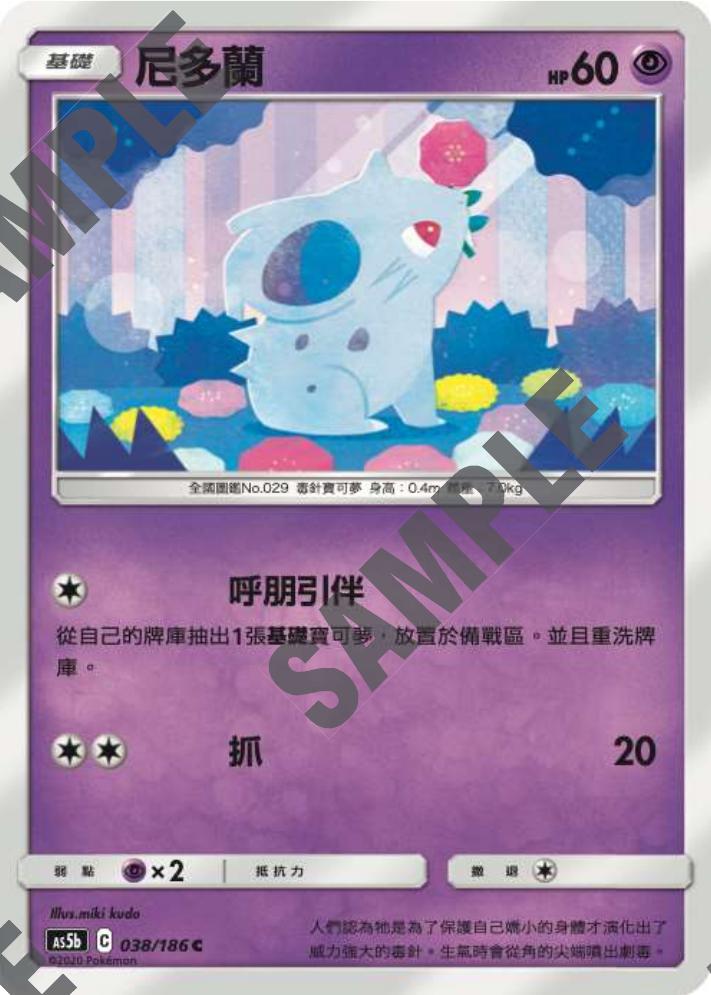 基礎 尼多蘭 HP60
全國圖鑑No.029 毒針寶可夢 身高：0.4m 體重：7.0kg
呼朋引伴
從自己的牌庫抽出1張基礎寶可夢，放置於備戰區。並且重洗牌
庫。
抓 20
弱點 ×2 抵抗力 撤退
Illus.miki kudo
AS5b C 038/186 C
©2020 Pokémon
人們認為牠是為了保護自己嬌小的身體才演化出了
威力強大的毒針。生氣時會從角的尖端噴出劇毒。
SAMPLE
SAMPLE